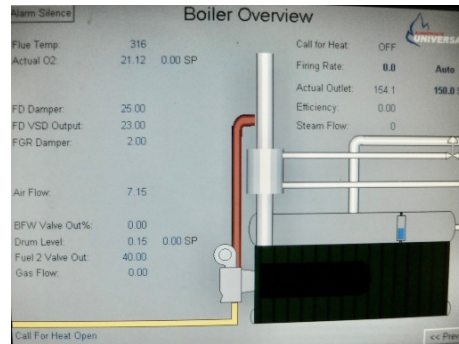 Alarm Silence
Boiler Overview
UNIVERSA
Flue Temp: 316
Actual O2: 21.12 0.00 SP
Call for Heat: OFF
Firing Rate: 0.0 Auto
Actual Outlet: 154.1 150.0
Efficiency: 0.00
Steam Flow: 0
FD Damper: 25.00
FD VSD Output: 23.00
FGR Damper: 2.00
Air Flow: 7.15
BFW Valve Out%: 0.00
Drum Level: 0.15 0.00 SP
Fuel 2 Valve Out: 40.00
Gas Flow: 0.00
Call For Heat Open
<< Prev